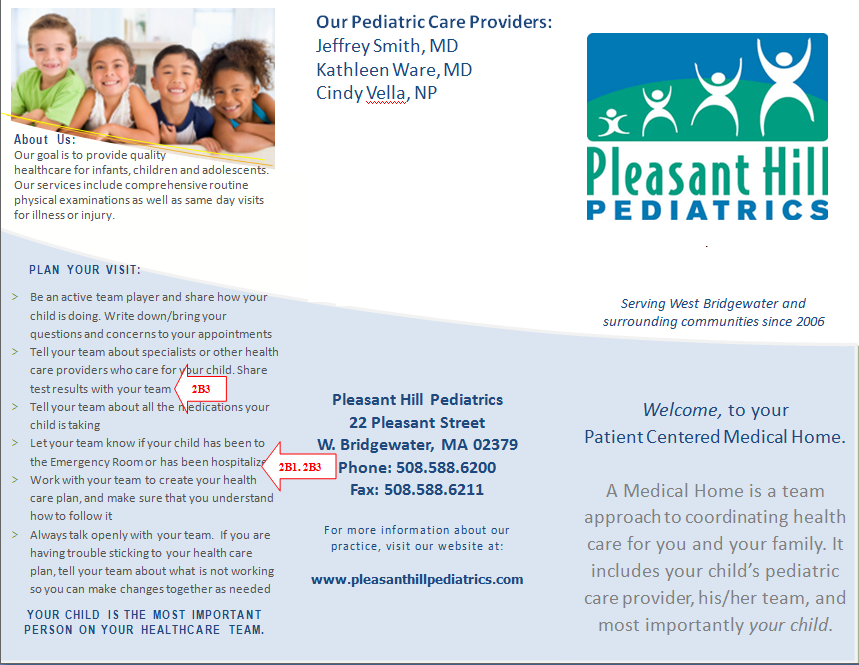 About Us:
Our goal is to provide quality
healthcare for infants, children and adolescents.
Our services include comprehensive routine
physical examinations as well as same day visits
for illness or injury.
PLAN YOUR VISIT:
> Be an active team player and share how your
child is doing. Write down/bring your
questions and concerns to your appointments
> Tell your team about specialists or other health
care providers who care for your child. Share
test results with your team
2B3
> Tell your team about all the medications your
child is taking
> Let your team know if your child has been to
the Emergency Room or has been hospitalize
2B1. 2B3
> Work with your team to create your health
care plan, and make sure that you understand
how to follow it
> Always talk openly with your team.  If you are
having trouble sticking to your health care
plan, tell your team about what is not working
so you can make changes together as needed
YOUR CHILD IS THE MOST IMPORTANT
PERSON ON YOUR HEALTHCARE TEAM.
Our Pediatric Care Providers:
Jeffrey Smith, MD
Kathleen Ware, MD
Cindy Vella, NP
Pleasant Hill Pediatrics
22 Pleasant Street
W. Bridgewater, MA 02379
Phone: 508.588.6200
Fax: 508.588.6211
For more information about our
practice, visit our website at:
www.pleasanthillpediatrics.com
Pleasant Hill
PEDIATRICS
.
Serving West Bridgewater and
surrounding communities since 2006
Welcome, to your
Patient Centered Medical Home.
A Medical Home is a team
approach to coordinating health
care for you and your family. It
includes your child's pediatric
care provider, his/her team, and
most importantly your child.